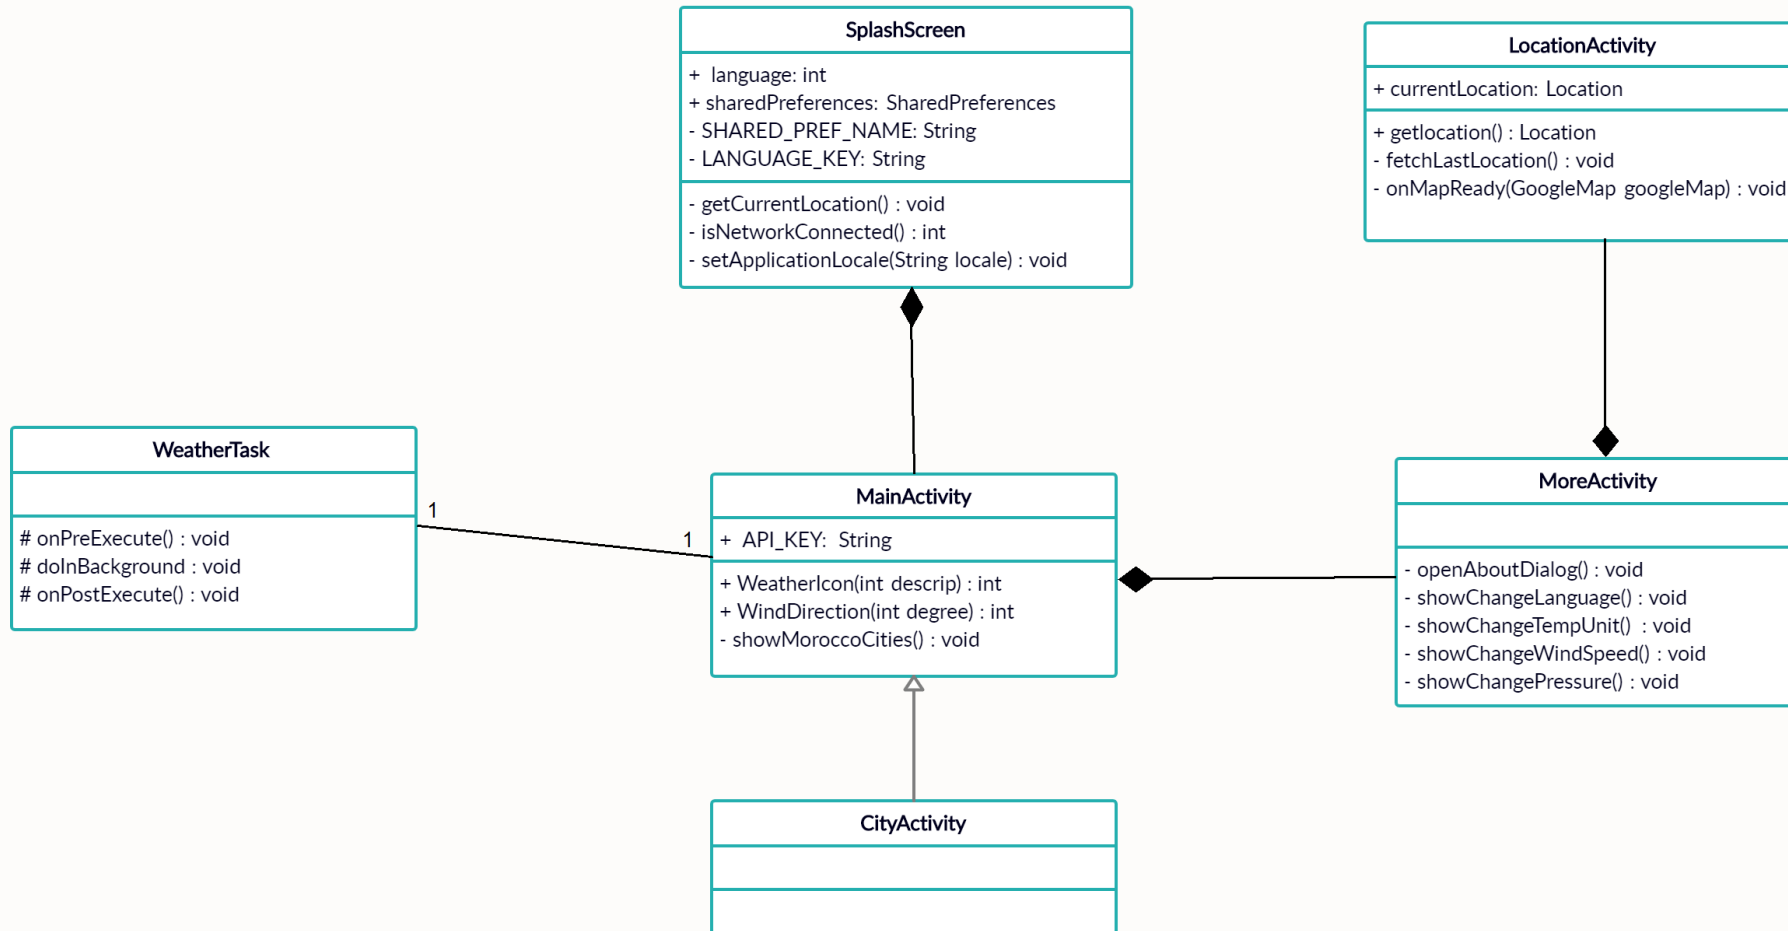 SplashScreen
+ language: int
+ sharedPreferences: SharedPreferences
- SHARED_PREF_NAME: String
- LANGUAGE_KEY: String
- getCurrentLocation() : void
- isNetworkConnected() : int
- setApplicationLocale(String locale) : void
LocationActivity
+ currentLocation: Location
+ getlocation() : Location
- fetchLastLocation() : void
- onMapReady(GoogleMap googleMap) : void
WeatherTask
# onPreExecute() : void
# doInBackground : void
# onPostExecute() : void
1
1
MainActivity
+ API_KEY: String
+ WeatherIcon(int descrip) : int
+ WindDirection(int degree) : int
- showMoroccoCities() : void
MoreActivity
- openAboutDialog() : void
- showChangeLanguage() : void
- showChangeTempUnit() : void
- showChangeWindSpeed() : void
- showChangePressure() : void
CityActivity